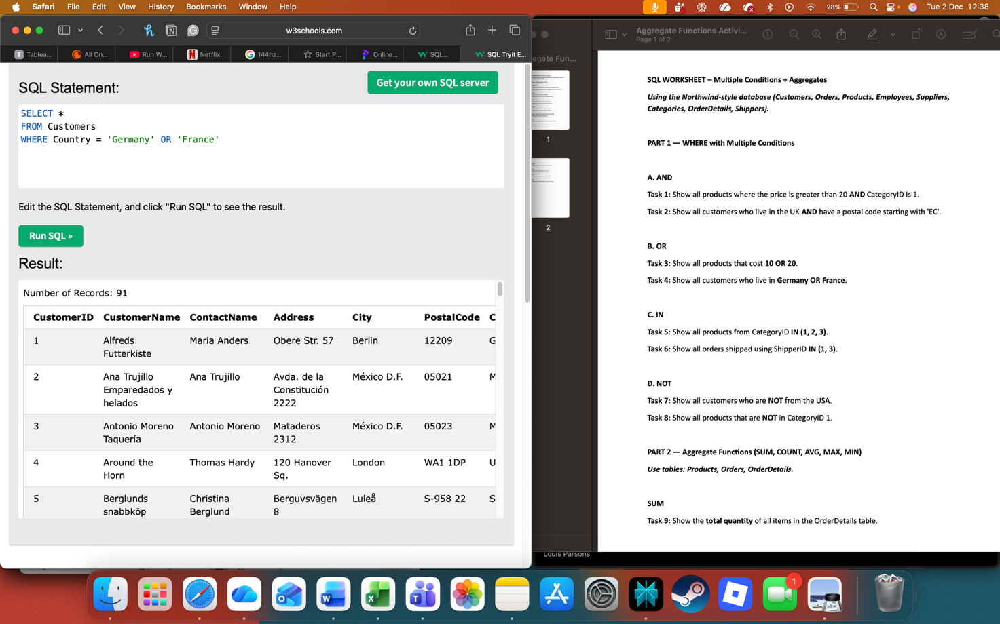 Safari File Edit View History Bookmarks Window Help
28% Tue 2 Dec 12:38
w3schools.com
Tablea... All On... Run W... Netflix 144hz... Start P... Online... SQL... SQL Tryit E...
SQL Statement:
Get your own SQL server
SELECT *
FROM Customers
WHERE Country = 'Germany' OR 'France'
Edit the SQL Statement, and click "Run SQL" to see the result.
Run SQL »
Result:
Number of Records: 91
CustomerID CustomerName ContactName Address City PostalCode C
1 Alfreds Futterkiste Maria Anders Obere Str. 57 Berlin 12209 G
2 Ana Trujillo Emparedados y helados Ana Trujillo Avda. de la Constitución 2222 México D.F. 05021 M
3 Antonio Moreno Taquería Antonio Moreno Mataderos 2312 México D.F. 05023 M
4 Around the Horn Thomas Hardy 120 Hanover Sq. London WA1 1DP U
5 Berglunds snabbköp Christina Berglund Berguvsvägen 8 Luleå S-958 22 S
Aggregate Functions Activi...
Page 1 of 2
egate Fun...
1
2
SQL WORKSHEET – Multiple Conditions + Aggregates
Using the Northwind-style database (Customers, Orders, Products, Employees, Suppliers,
Categories, OrderDetails, Shippers).
PART 1 — WHERE with Multiple Conditions
A. AND
Task 1: Show all products where the price is greater than 20 AND CategoryID is 1.
Task 2: Show all customers who live in the UK AND have a postal code starting with 'EC'.
B. OR
Task 3: Show all products that cost 10 OR 20.
Task 4: Show all customers who live in Germany OR France.
C. IN
Task 5: Show all products from CategoryID IN (1, 2, 3).
Task 6: Show all orders shipped using ShipperID IN (1, 3).
D. NOT
Task 7: Show all customers who are NOT from the USA.
Task 8: Show all products that are NOT in CategoryID 1.
PART 2 — Aggregate Functions (SUM, COUNT, AVG, MAX, MIN)
Use tables: Products, Orders, OrderDetails.
SUM
Task 9: Show the total quantity of all items in the OrderDetails table.
Louis Parsons
1